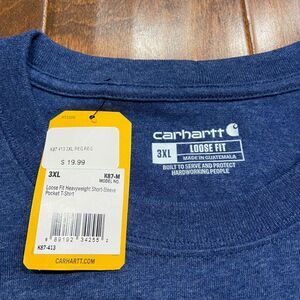 K87 413 3XL REG REG
$ 19.99
3XL
K87-M
MODEL NO.
Loose Fit Heavyweight Short-Sleeve
Pocket T-Shirt
K87-413
CARHARTT.COM
carhartt
3XL
LOOSE FIT
MADE IN GUATEMALA
BUILT TO SERVE AND PROTECT
HARDWORKING PEOPLE